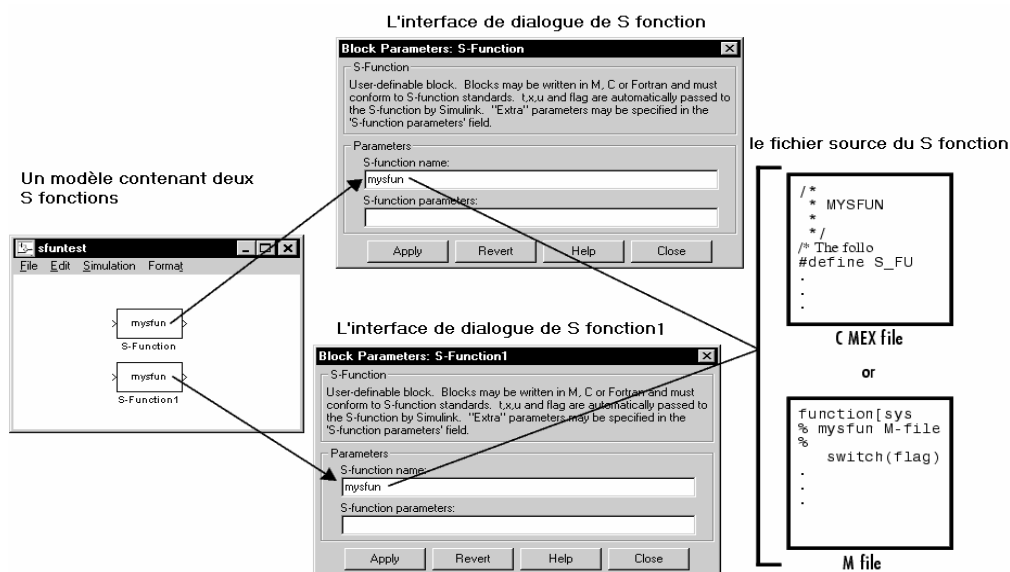 L'interface de dialogue de S fonction
Block Parameters: S-Function
S-Function
User-definable block. Blocks may be written in M, C or Fortran and must
conform to S-function standards. t,x,u and flag are automatically passed to
the S-function by Simulink. "Extra" parameters may be specified in the
'S-function parameters' field.
Parameters
S-function name:
mysfun
S-function parameters:
Apply Revert Help Close
Un modèle contenant deux
S fonctions
sfuntest
File Edit Simulation Format
mysfun
S-Function
mysfun
S-Function1
L'interface de dialogue de S fonction1
Block Parameters: S-Function1
S-Function
User-definable block. Blocks may be written in M, C or Fortran and must
conform to S-function standards. t,x,u and flag are automatically passed to
the S-function by Simulink. "Extra" parameters may be specified in the
'S-function parameters' field.
Parameters
S-function name:
mysfun
S-function parameters:
Apply Revert Help Close
le fichier source du S fonction
/*
* MYSFUN
*
*/
/* The follo
#define S_FU
.
.
.
C MEX file
or
function[sys
% mysfun M-file
%
switch(flag)
.
.
.
M file